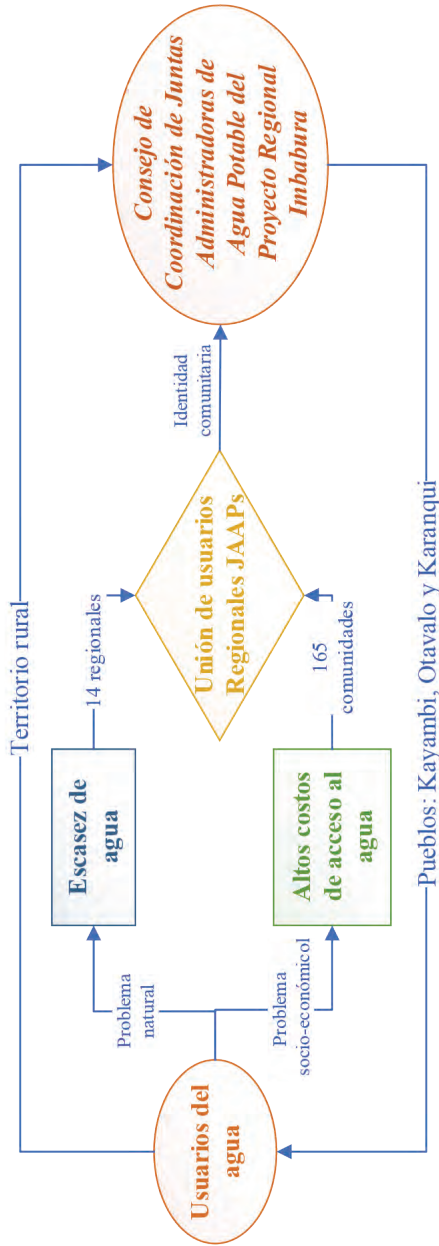 Territorio rural
Usuarios del
agua
Problema
natural
Escasez de
agua
14 regionales
Problema
socio-económicol
Altos costos
de acceso al
agua
165
comunidades
Unión de usuarios
Regionales JAAPs
Identidad
comunitaria
Consejo de
Coordinación de Juntas
Administradoras de
Agua Potable del
Proyecto Regional
Imbabura
Pueblos: Kayambi, Otavalo y Karanqui